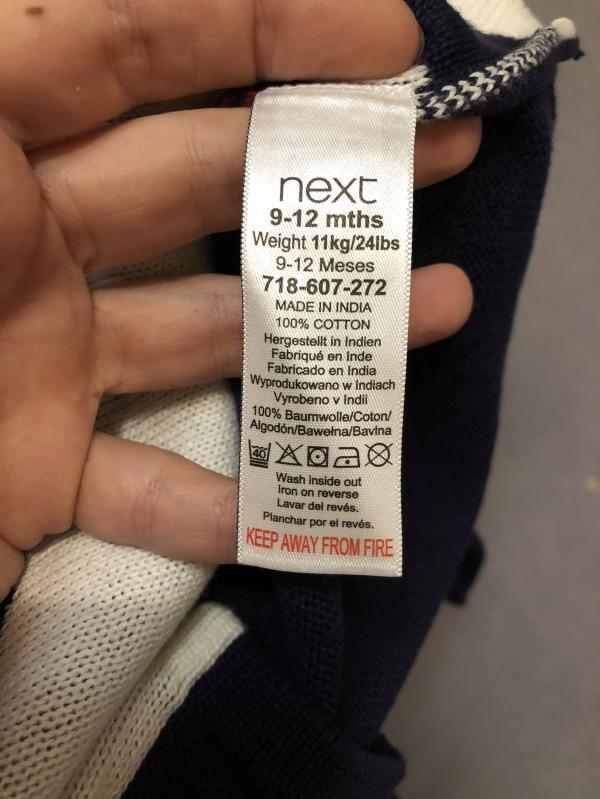 next
9-12 mths
Weight 11kg/24lbs
9-12 Meses
718-607-272
MADE IN INDIA
100% COTTON
Hergestellt in Indien
Fabriqué en Inde
Fabricado en India
Wyprodukowano w Indiach
Vyrobeno v Indii
100% Baumwolle/Coton/
Algodón/Bawełna/Bavlna
40
Wash inside out
Iron on reverse
Lavar del revés.
Planchar por el revés.
KEEP AWAY FROM FIRE